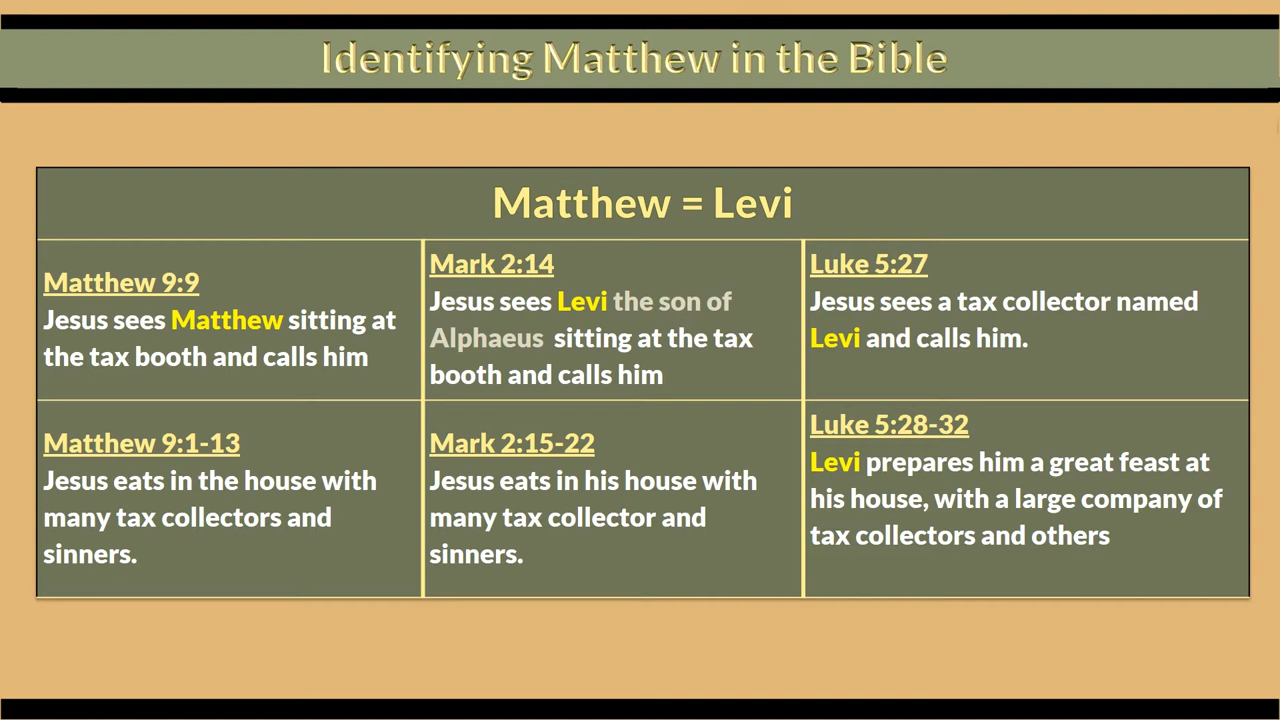 Identifying Matthew in the Bible
Matthew = Levi
Matthew 9:9
Jesus sees Matthew sitting at
the tax booth and calls him
Mark 2:14
Jesus sees Levi the son of
Alphaeus sitting at the tax
booth and calls him
Luke 5:27
Jesus sees a tax collector named
Levi and calls him.
Matthew 9:1-13
Jesus eats in the house with
many tax collectors and
sinners.
Mark 2:15-22
Jesus eats in his house with
many tax collector and
sinners.
Luke 5:28-32
Levi prepares him a great feast at
his house, with a large company of
tax collectors and others